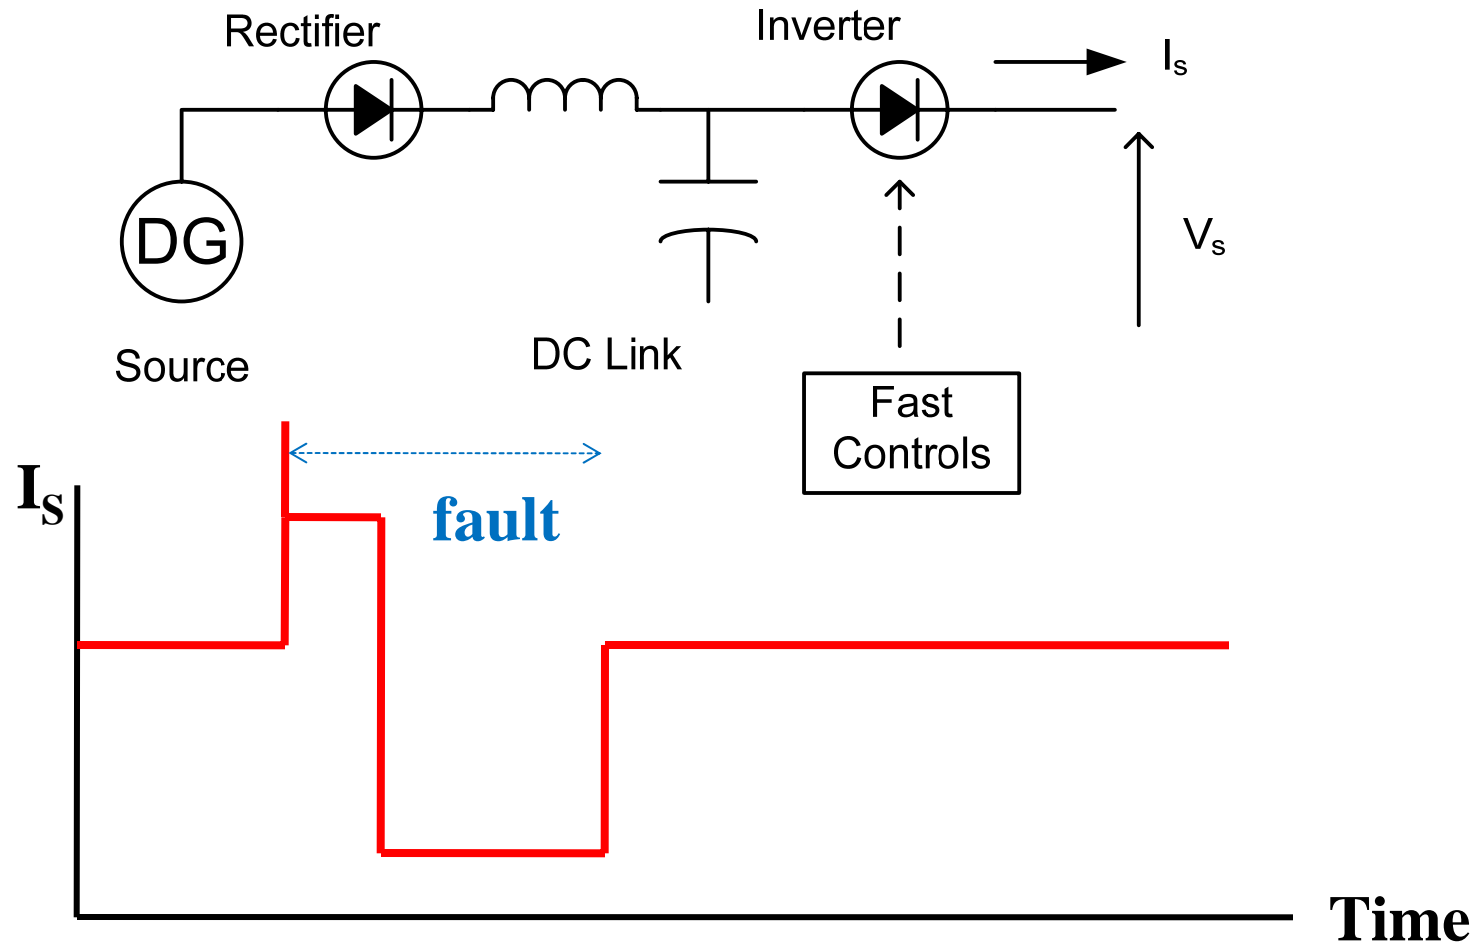 Rectifier
Inverter
Is
DG
Vs
Source
DC Link
Fast
Controls
IS
fault
Time